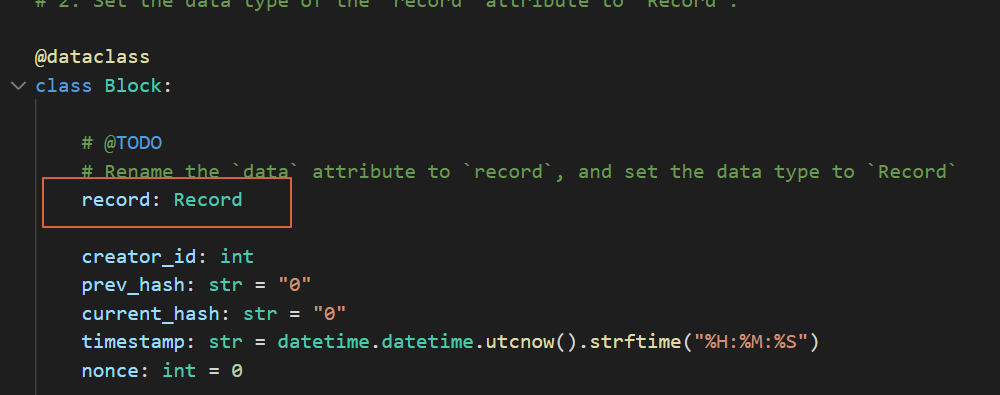 # 2. Set the data type of the `record` attribute to `Record`.
@dataclass
class Block:
# @TODO
# Rename the `data` attribute to `record`, and set the data type to `Record`
record: Record
creator_id: int
prev_hash: str = "0"
current_hash: str = "0"
timestamp: str = datetime.datetime.utcnow().strftime("%H:%M:%S")
nonce: int = 0